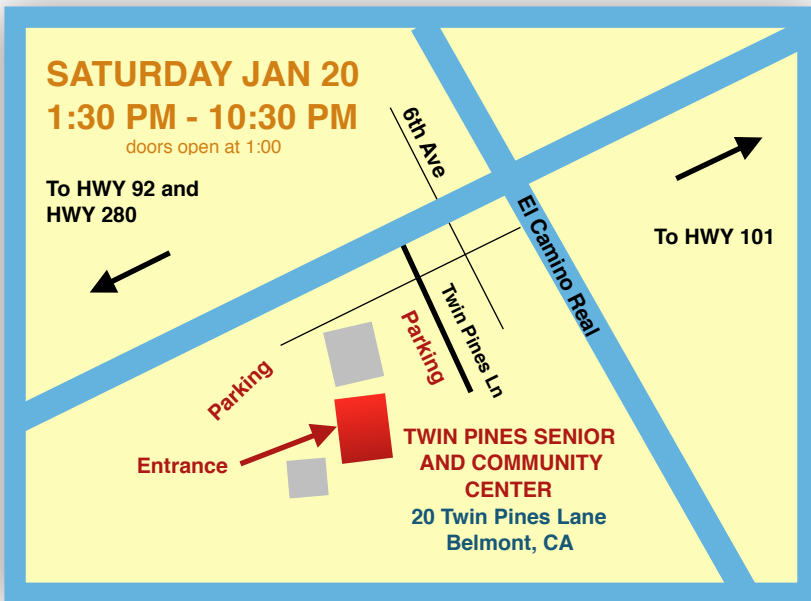 SATURDAY JAN 20
1:30 PM - 10:30 PM
doors open at 1:00
To HWY 92 and
HWY 280
6th Ave
El Camino Real
To HWY 101
Twin Pines Ln
Parking
Parking
Entrance
TWIN PINES SENIOR
AND COMMUNITY
CENTER
20 Twin Pines Lane
Belmont, CA